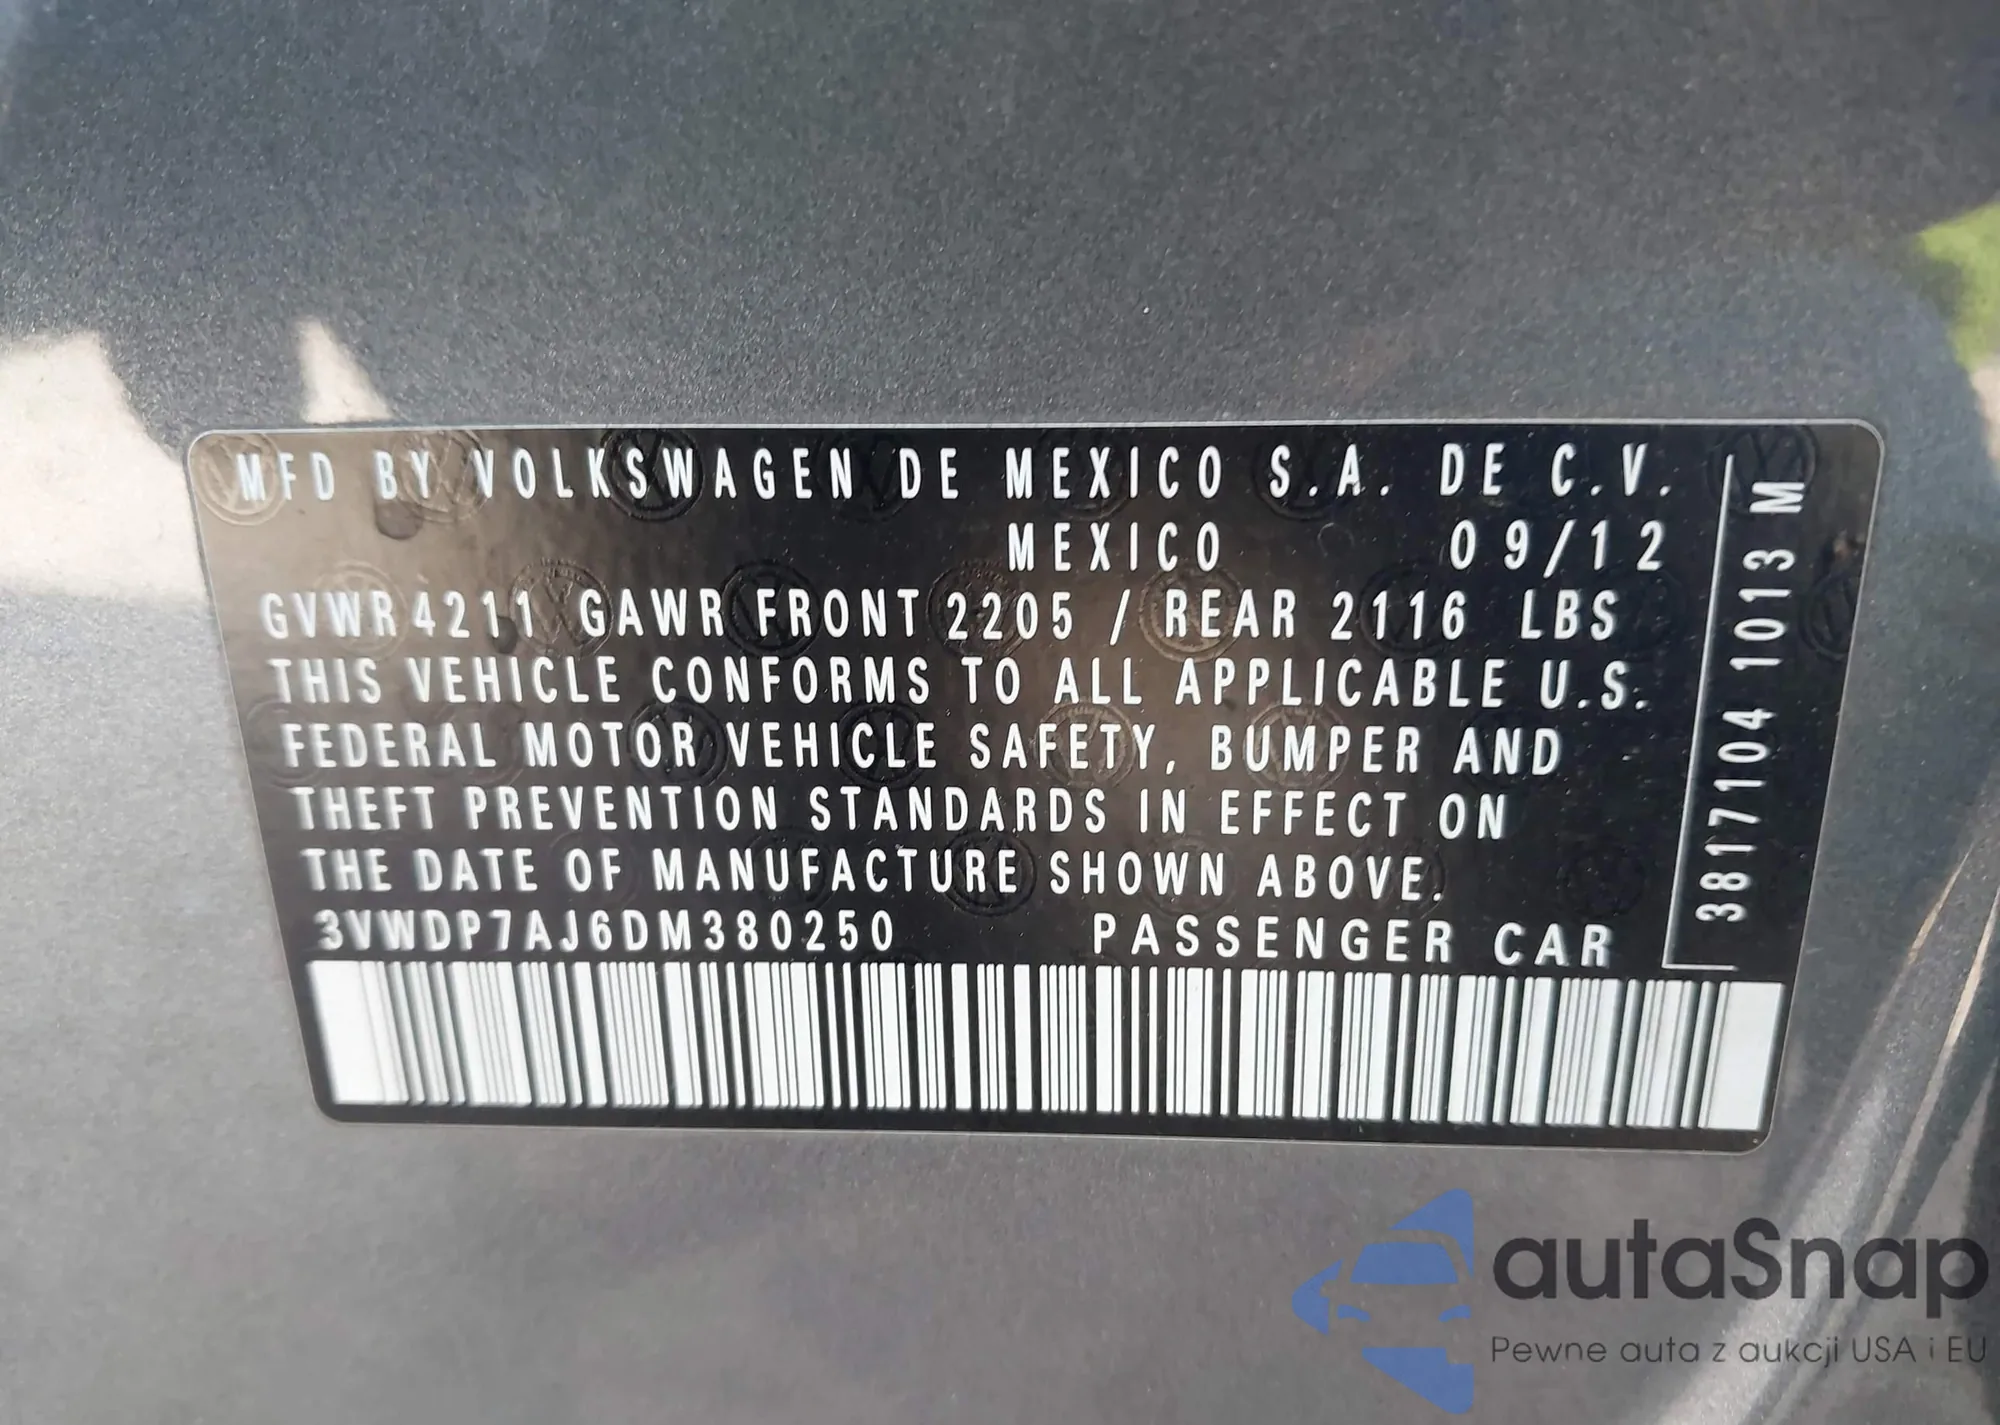 MFD BY VOLKSWAGEN DE MEXICO S.A. DE C.V.
MEXICO 09/12
GVWR 4211 GAWR FRONT 2205 / REAR 2116 LBS
THIS VEHICLE CONFORMS TO ALL APPLICABLE U.S.
FEDERAL MOTOR VEHICLE SAFETY, BUMPER AND
THEFT PREVENTION STANDARDS IN EFFECT ON
THE DATE OF MANUFACTURE SHOWN ABOVE.
3VWDP7AJ6DM380250 PASSENGER CAR
3817104 1013 M
autaSnap
Pewne auta z aukcji USA i EU